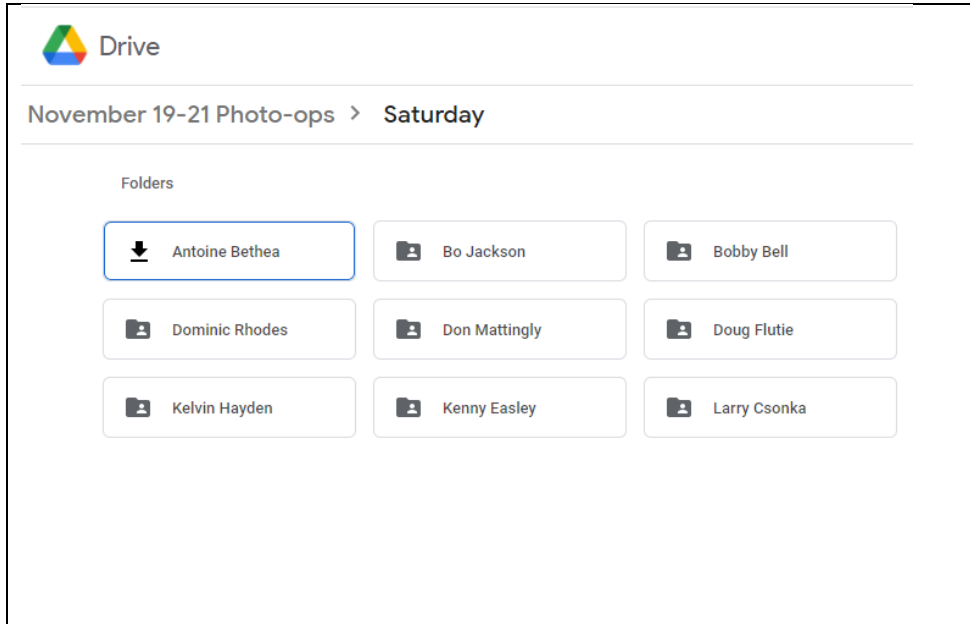 Drive
November 19-21 Photo-ops > Saturday
Folders
Antoine Bethea Bo Jackson Bobby Bell
Dominic Rhodes Don Mattingly Doug Flutie
Kelvin Hayden Kenny Easley Larry Csonka